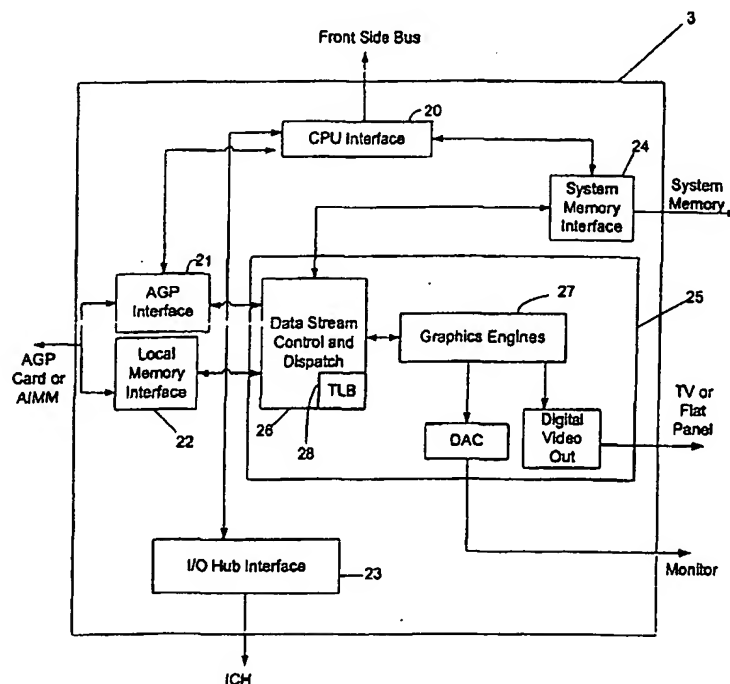 Front Side Bus
3
20
CPU Interface
24
System
Memory
Interface
System
Memory
21
AGP
Interface
27
25
Data Stream
Control and
Dispatch
Graphics Engines
AGP
Card or
AIMM
Local
Memory
Interface
TLB
22
26
28
DAC
Digital
Video
Out
TV or
Flat
Panel
I/O Hub Interface
23
Monitor
ICH